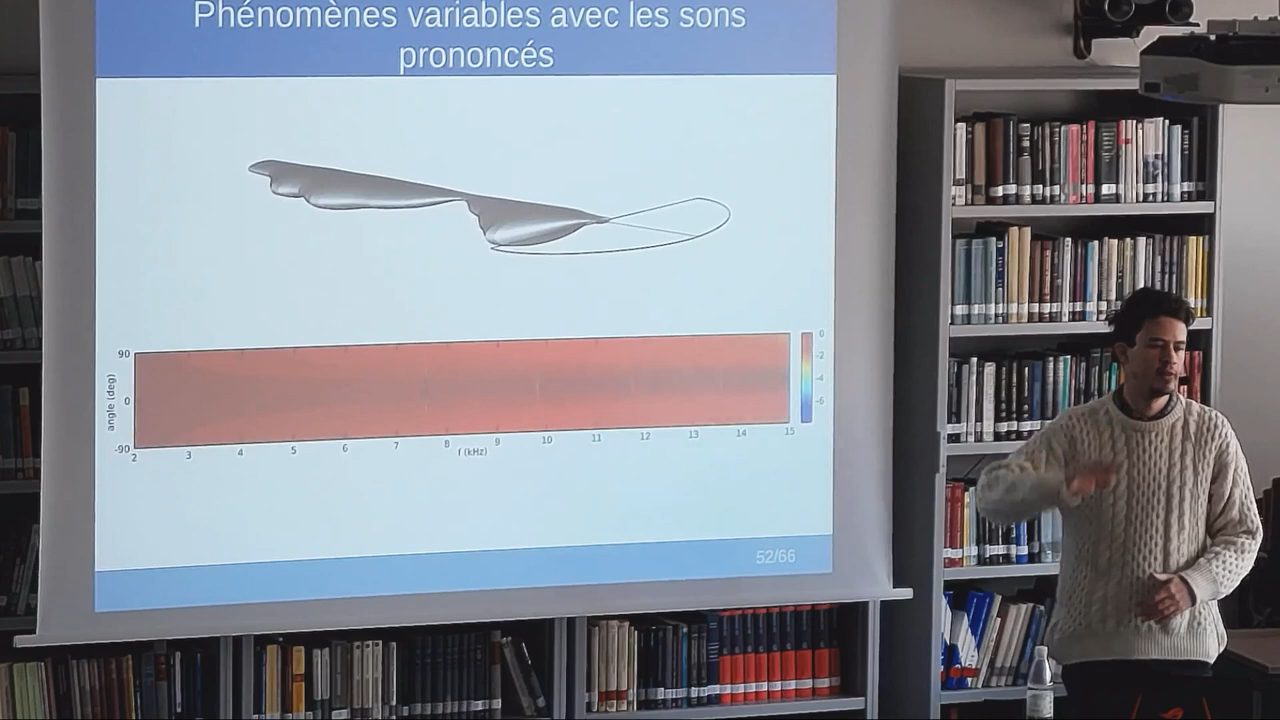 Phénomènes variables avec les sons
prononcés
90
0
-90
angle (deg)
2 3 4 5 6 7 8 9 10 11 12 13 14 15
f (kHz)
0
-2
-4
-6
52/66